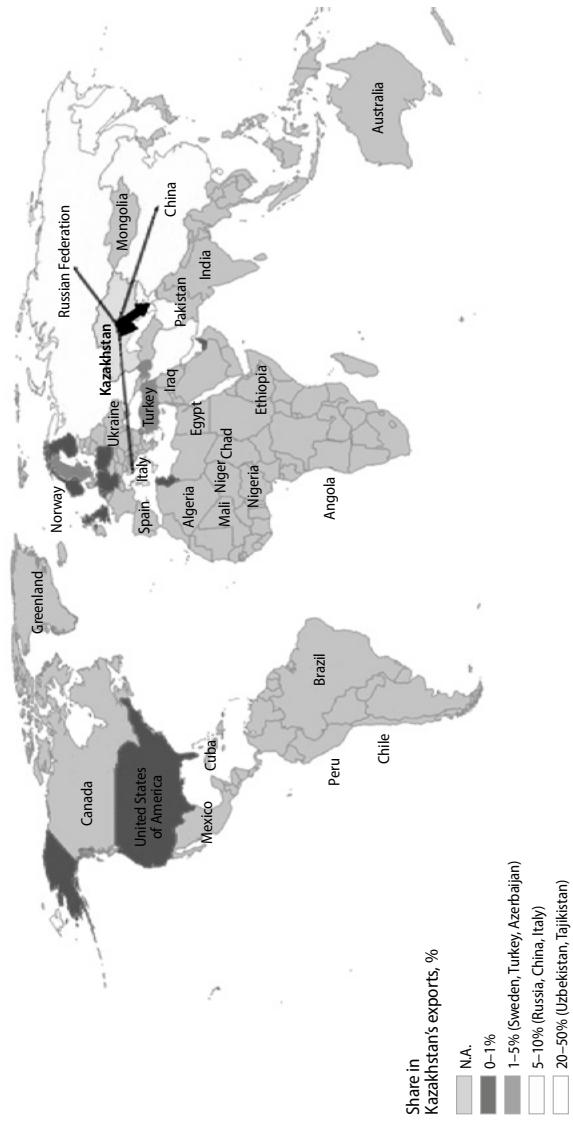 Greenland
Norway
Russian Federation
Canada
Ukraine
Kazakhstan
Mongolia
United States
of America
Spain
Italy
Turkey
China
Mexico
Cuba
Algeria
Egypt
Iraq
Pakistan
India
Mali
Niger
Chad
Nigeria
Ethiopia
Brazil
Peru
Angola
Chile
Australia
Share in
Kazakhstan's exports, %
N.A.
0–1%
1–5% (Sweden, Turkey, Azerbaijan)
5–10% (Russia, China, Italy)
20–50% (Uzbekistan, Tajikistan)